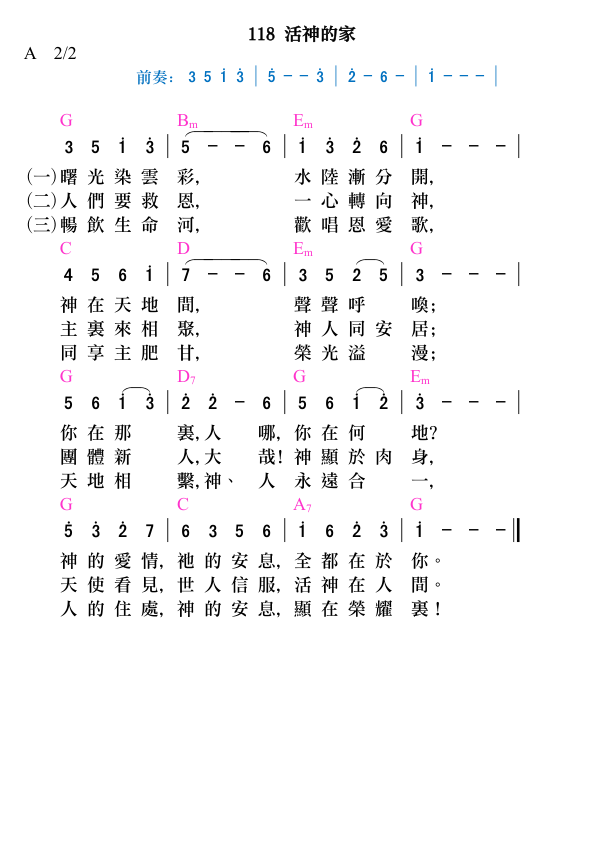 118 活神的家
A 2/2
前奏: 3 5 i̇ 3̇ | 5̇ － － 3̇ | 2̇ － 6 － | i̇ － － － |
G Bm Em G
3 5 i̇ 3̇ | 5 － － 6 | i̇ 3̇ 2̇ 6 | i̇ － － － |
(一)曙光染雲彩, 水陸漸分開,
(二)人們要救恩, 一心轉向神,
(三)暢飲生命河, 歡唱恩愛歌,
C D Em G
4 5 6 i̇ | 7 － － 6 | 3 5 2 5 | 3 － － － |
神在天地間, 聲聲呼喚;
主裏來相聚, 神人同安居;
同享主肥甘, 榮光溢漫;
G D7 G Em
5 6 i̇ 3̇ | 2̇ 2̇ － 6 | 5 6 i̇ 2̇ | 3̇ － － － |
你在那裏,人哪,你在何地?
團體新人,大哉!神顯於肉身,
天地相繫,神、人永遠合一,
G C A7 G
5̇ 3̇ 2̇ 7 | 6 3 5 6 | i̇ 6 2̇ 3̇ | i̇ － － － ‖
神的愛情,祂的安息,全都在於你。
天使看見,世人信服,活神在人間。
人的住處,神的安息,顯在榮耀裏!